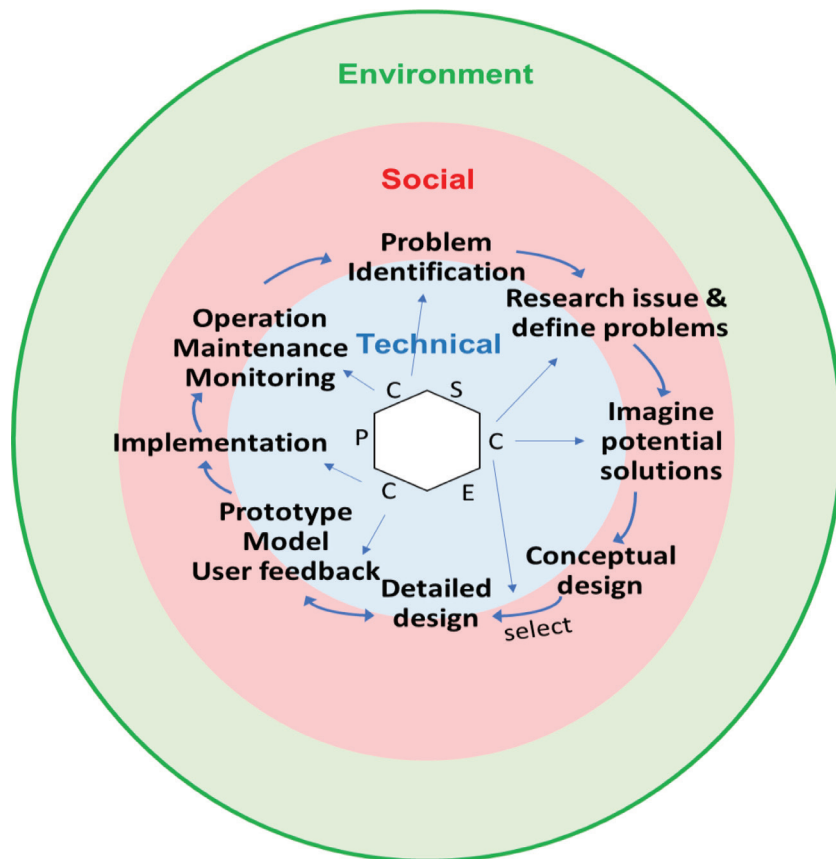 Environment
Social
Problem
Identification
Research issue &
define problems
Imagine
potential
solutions
Conceptual
design
select
Detailed
design
Prototype
Model
User feedback
Implementation
Operation
Maintenance
Monitoring
Technical
C
S
P
C
C
E